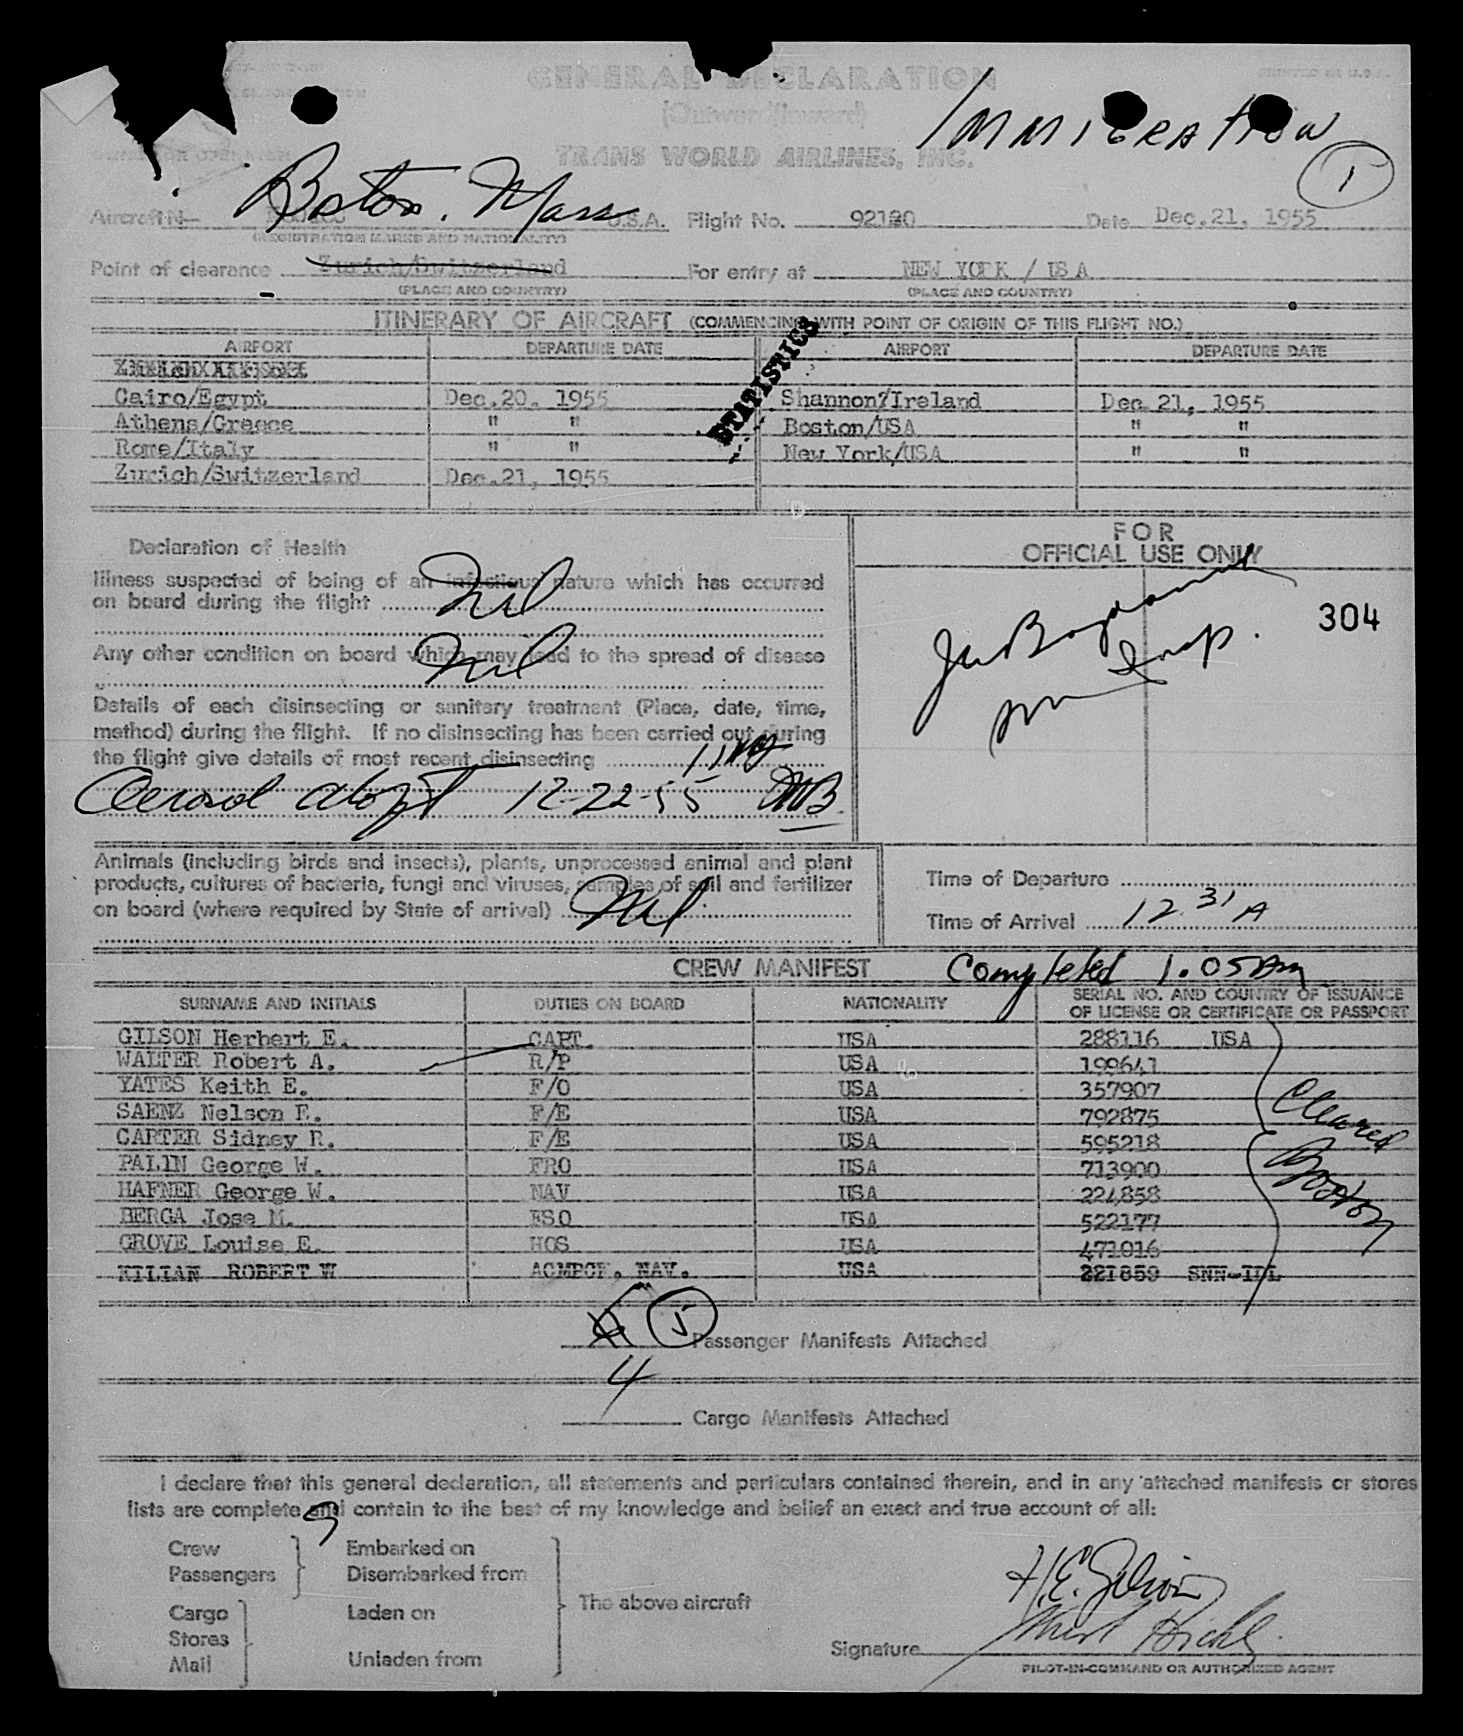 GENERAL DECLARATION
(Outward/Inward)
PRINTED IN U.S.A.
TRANS WORLD AIRLINES, INC.
IMMIGRATION
1
Boston, Mass
Aircraft N— U.S.A. Flight No. 92120 Date Dec.21, 1955
(REGISTRATION MARKS AND NATIONALITY)
Point of clearance Zurich/Switzerland For entry at NEW YORK / USA
(PLACE AND COUNTRY) (PLACE AND COUNTRY)
ITINERARY OF AIRCRAFT (COMMENCING WITH POINT OF ORIGIN OF THIS FLIGHT NO.)
STATISTICS
AIRPORT DEPARTURE DATE AIRPORT DEPARTURE DATE
Cairo/Egypt Dec.20. 1955 Shannon/Ireland Dec 21, 1955
Athens/Greece " " Boston/USA " "
Rome/Italy " " New York/USA " "
Zurich/Switzerland Dec.21, 1955
FOR
OFFICIAL USE ONLY
304
Insp.
Declaration of Health
Illness suspected of being of an infectious nature which has occurred
on board during the flight Nil
Any other condition on board which may lead to the spread of disease
Nil
Details of each disinsecting or sanitary treatment (Place, date, time,
method) during the flight. If no disinsecting has been carried out during
the flight give details of most recent disinsecting
Aerosol 12-22-55 MB
Animals (including birds and insects), plants, unprocessed animal and plant
products, cultures of bacteria, fungi and viruses, samples of soil and fertilizer
on board (where required by State of arrival) Nil
Time of Departure
Time of Arrival 12 31 A
CREW MANIFEST Completed 1.05 Am
SURNAME AND INITIALS DUTIES ON BOARD NATIONALITY SERIAL NO. AND COUNTRY OF ISSUANCE
OF LICENSE OR CERTIFICATE OR PASSPORT
GILSON Herbert E. CAPT. USA 288116 USA
WALTER Robert A. R/P USA 199641
YATES Keith E. F/O USA 357907
SAENZ Nelson E. F/E USA 792875
CARTER Sidney R. F/E USA 595218
PALIN George W. FRO USA 713900
HAFNER George W. NAV USA 224858
BERGA Jose M. FSO USA 522177
GROVE Louise E. HOS USA 471016
KILIAN ROBERT W ACMPCK. NAV. USA 221859 SNN-IDL
Cleared
Boston
5 Passenger Manifests Attached
4
Cargo Manifests Attached
I declare that this general declaration, all statements and particulars contained therein, and in any attached manifests or stores
lists are complete and contain to the best of my knowledge and belief an exact and true account of all:
Crew Embarked on
Passengers Disembarked from
The above aircraft
Cargo Laden on
Stores
Mail Unladen from
H.E. Gilson
Signature
PILOT-IN-COMMAND OR AUTHORIZED AGENT